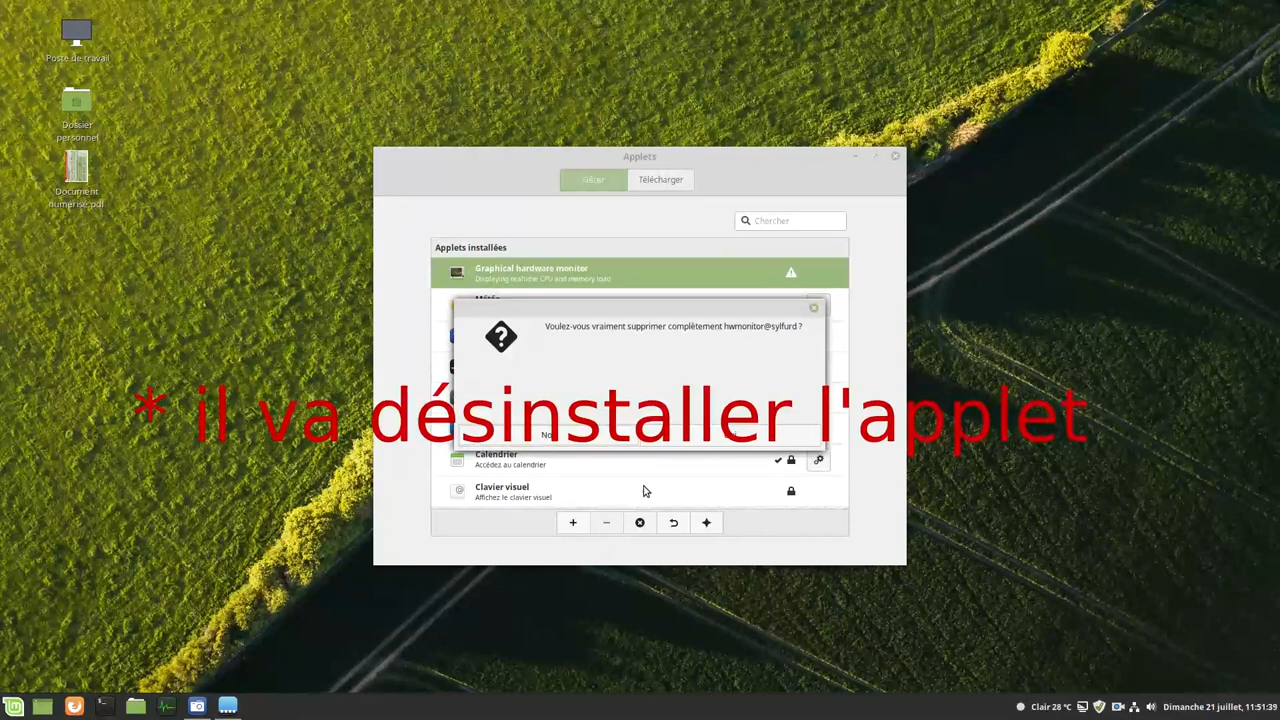 Poste de travail
Dossier
personnel
Document
numérisé.pdf
Applets
Gérer
Télécharger
Chercher
Applets installées
Graphical hardware monitor
Displaying realtime CPU and memory load
Météo
Voulez-vous vraiment supprimer complètement hwmonitor@sylfurd ?
* il va désinstaller l'applet
Calendrier
Accédez au calendrier
Clavier visuel
Affichez le clavier visuel
Clair 28 °C
Dimanche 21 juillet, 11:51:39